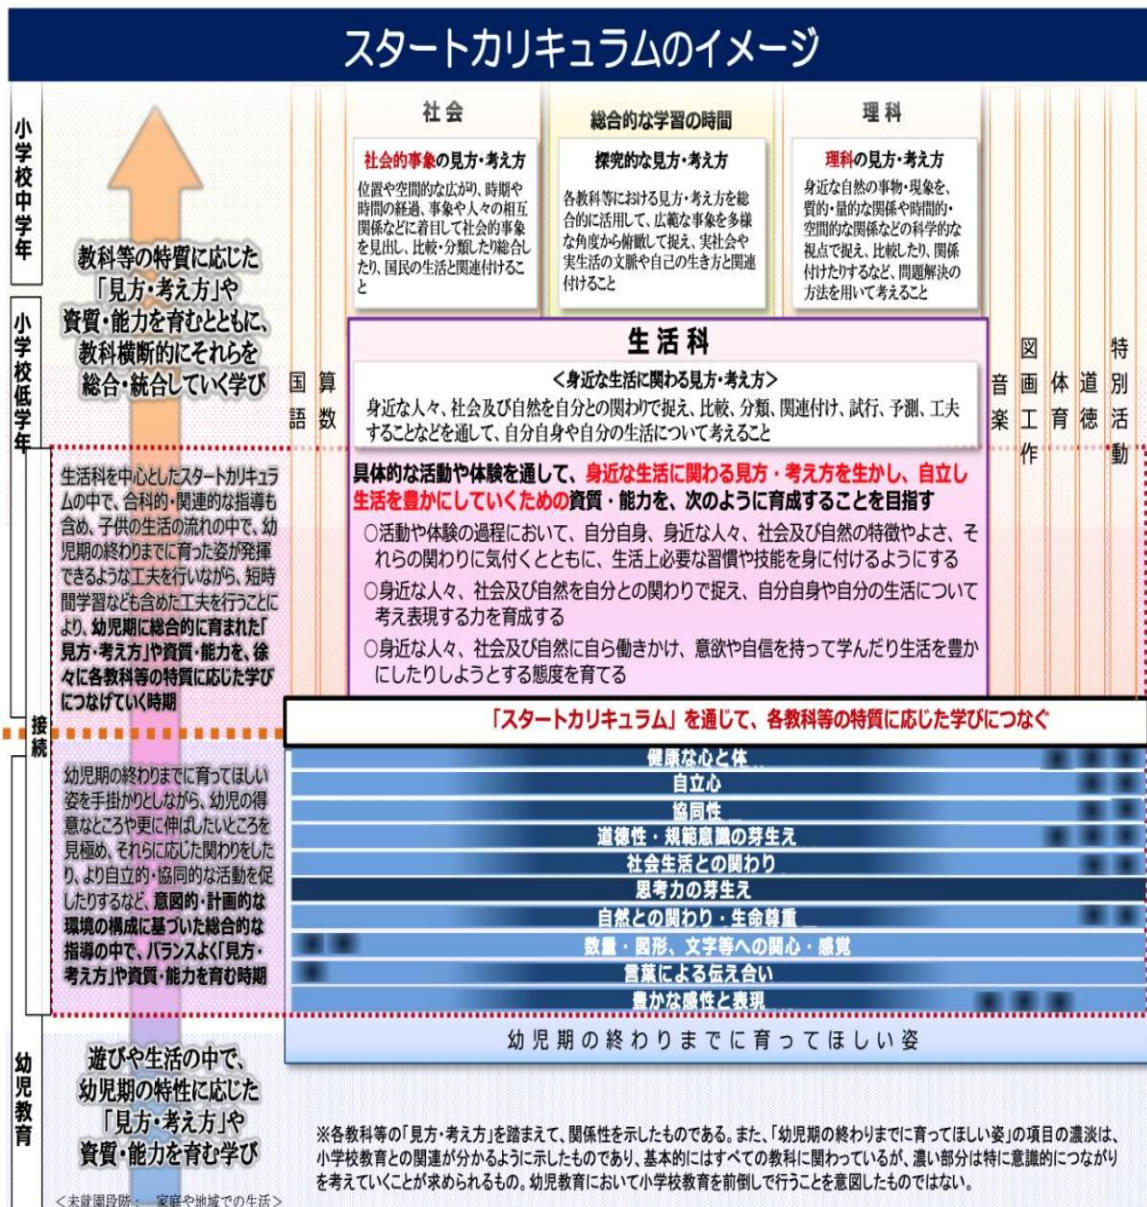 スタートカリキュラムのイメージ
小学校中学年
小学校低学年
接続
幼児教育
教科等の特質に応じた
「見方・考え方」や
資質・能力を育むとともに、
教科横断的にそれらを
総合・統合していく学び
生活科を中心としたスタートカリキュラ
ムの中で、合科的・関連的な指導も
含め、子供の生活の流れの中で、幼
児期の終わりまでに育った姿が発揮
できるような工夫を行いながら、短時
間学習なども含めた工夫を行うことに
より、幼児期に総合的に育まれた「
見方・考え方」や資質・能力を、徐
々に各教科等の特質に応じた学び
につなげていく時期
幼児期の終わりまでに育ってほしい
姿を手掛かりとしながら、幼児の得
意なところや更に伸ばしたいところを
見極め、それらに応じた関わりをした
り、より自立的・協同的な活動を促
したりするなど、意図的・計画的な
環境の構成に基づいた総合的な
指導の中で、バランスよく「見方・
考え方」や資質・能力を育む時期
遊びや生活の中で、
幼児期の特性に応じた
「見方・考え方」や
資質・能力を育む学び
<未就園段階： 家庭や地域での生活>
国語
算数
社会
社会的事象の見方・考え方
位置や空間的な広がり、時期や
時間の経過、事象や人々の相互
関係などに着目して社会的事象
を見出し、比較・分類したり総合し
たり、国民の生活と関連付けるこ
と
総合的な学習の時間
探究的な見方・考え方
各教科等における見方・考え方を総
合的に活用して、広範な事象を多様
な角度から俯瞰して捉え、実社会や
実生活の文脈や自己の生き方と関連
付けること
理科
理科の見方・考え方
身近な自然の事物・現象を、
質的・量的な関係や時間的・
空間的な関係などの科学的な
視点で捉え、比較したり、関係
付けたりするなど、問題解決の
方法を用いて考えること
音楽
図画工作
体育
道徳
特別活動
生活科
<身近な生活に関わる見方・考え方>
身近な人々、社会及び自然を自分との関わりで捉え、比較、分類、関連付け、試行、予測、工夫
することなどを通して、自分自身や自分の生活について考えること
具体的な活動や体験を通して、身近な生活に関わる見方・考え方を生かし、自立し
生活を豊かにしていくための資質・能力を、次のように育成することを目指す
○活動や体験の過程において、自分自身、身近な人々、社会及び自然の特徴やよさ、そ
れらの関わりに気付くとともに、生活上必要な習慣や技能を身に付けるようにする
○身近な人々、社会及び自然を自分との関わりで捉え、自分自身や自分の生活について
考え表現する力を育成する
○身近な人々、社会及び自然に自ら働きかけ、意欲や自信を持って学んだり生活を豊か
にしたりしようとする態度を育てる
「スタートカリキュラム」を通じて、各教科等の特質に応じた学びにつなぐ
健康な心と体
自立心
協同性
道徳性・規範意識の芽生え
社会生活との関わり
思考力の芽生え
自然との関わり・生命尊重
数量・図形、文字等への関心・感覚
言葉による伝え合い
豊かな感性と表現
幼児期の終わりまでに育ってほしい姿
※各教科等の「見方・考え方」を踏まえて、関係性を示したものである。また、「幼児期の終わりまでに育ってほしい姿」の項目の濃淡は、
小学校教育との関連が分かるように示したものであり、基本的にはすべての教科に関わっているが、濃い部分は特に意識的につながり
を考えていくことが求められるもの。幼児教育において小学校教育を前倒しで行うことを意図したものではない。